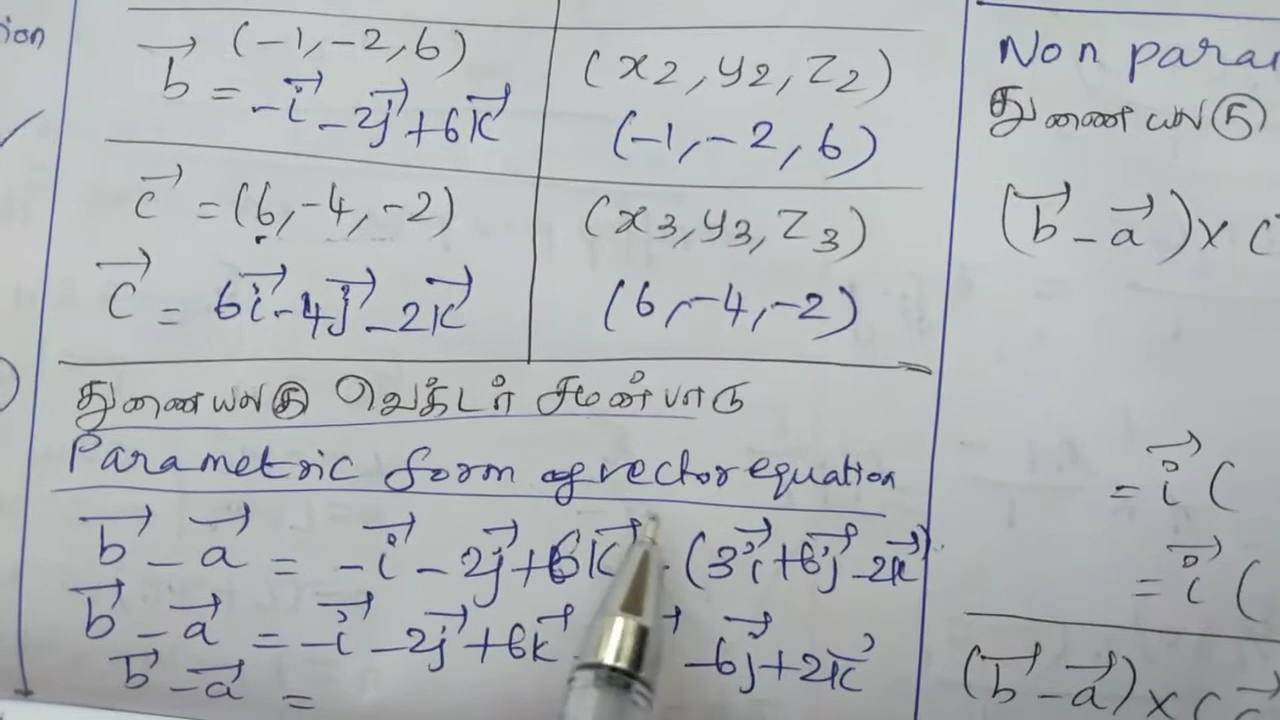 ion
(-1,-2,6)
b⃗ = -i⃗ - 2j⃗ + 6k⃗
(x2, y2, z2)
(-1, -2, 6)
c⃗ = (6, -4, -2)
c⃗ = 6i⃗ - 4j⃗ - 2k⃗
(x3, y3, z3)
(6, -4, -2)
துணையலகு வெக்டர் சமன்பாடு
Parametric form of vector equation
b⃗ - a⃗ = -i⃗ - 2j⃗ + 6k⃗ - (3i⃗ + 6j⃗ - 2k⃗)
b⃗ - a⃗ = -i⃗ - 2j⃗ + 6k⃗ - 6j⃗ + 2k⃗
b⃗ - a⃗ =
Non para
(b⃗ - a⃗) × c
= i⃗ (
= i⃗ (
(b⃗ - a⃗) × c⃗